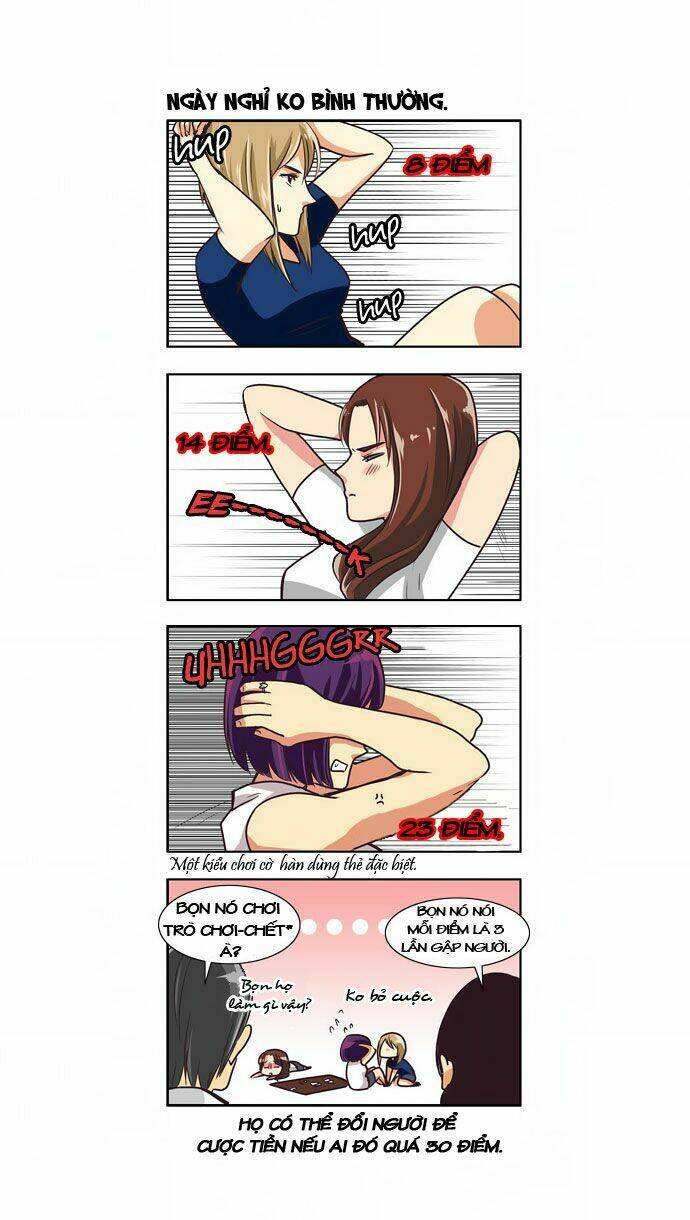 NGÀY NGHỈ KO BÌNH THƯỜNG.
hup
8 ĐIỂM
hup
hup
14 ĐIỂM.
EE--------K
UHHHGGGGRR
23 ĐIỂM.
Một kiểu chơi cờ hàn dùng thẻ đặc biệt.
BỌN NÓ CHƠI
TRÒ CHƠI-CHẾT*
À?
BỌN NÓ NÓI
MỖI ĐIỂM LÀ 3
LẦN GẬP NGƯỜI.
Bọn họ
làm gì vậy?
Ko bỏ cuộc.
HỌ CÓ THỂ ĐỔI NGƯỜI ĐỂ
CƯỢC TIỀN NẾU AI ĐÓ QUÁ 30 ĐIỂM.